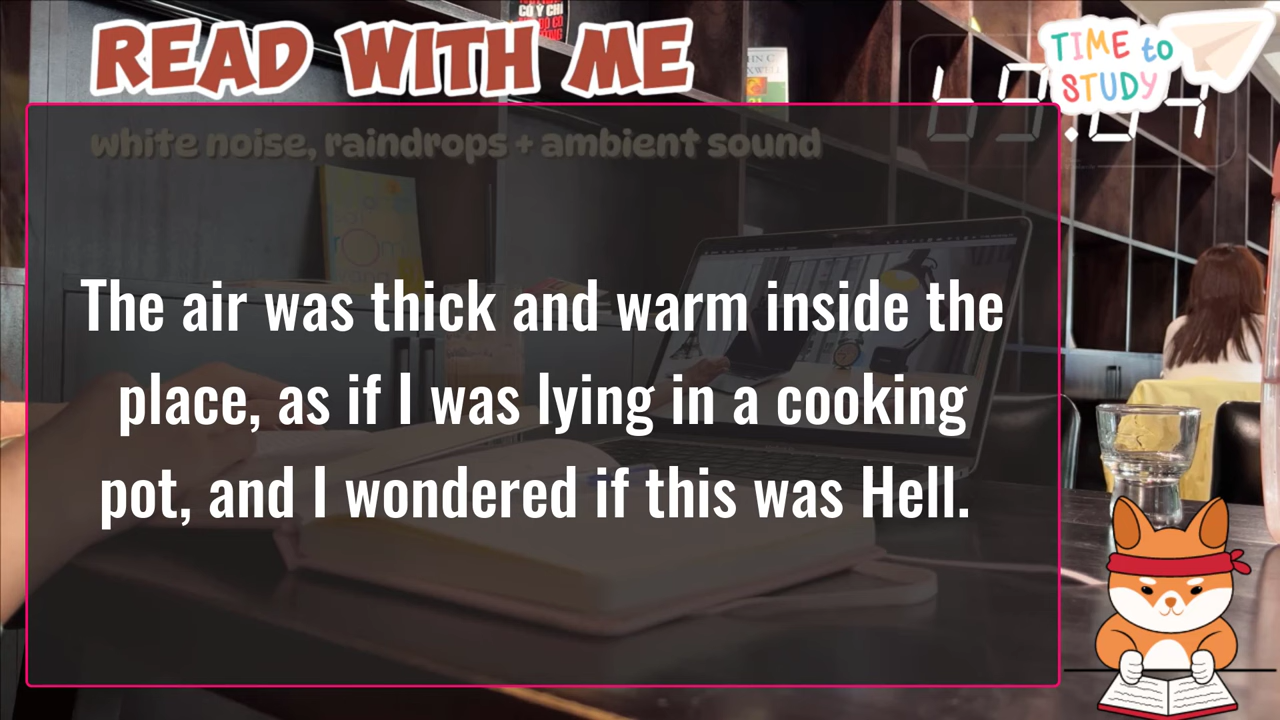 READ WITH ME
TIME to
STUDY
white noise, raindrops + ambient sound
The air was thick and warm inside the
place, as if I was lying in a cooking
pot, and I wondered if this was Hell.